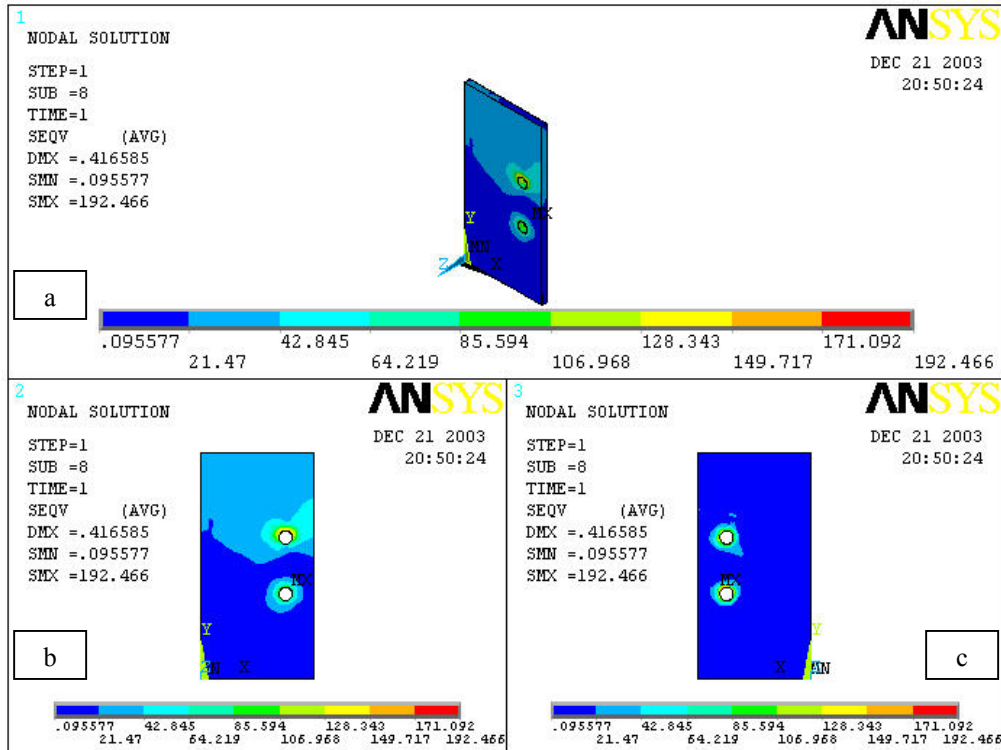 1
NODAL SOLUTION
STEP=1
SUB =8
TIME=1
SEQV (AVG)
DMX =.416585
SMN =.095577
SMX =192.466
ANSYS
DEC 21 2003
20:50:24
MX
Y
MN
Z X
a
.095577 42.845 85.594 128.343 171.092
21.47 64.219 106.968 149.717 192.466
2
NODAL SOLUTION
STEP=1
SUB =8
TIME=1
SEQV (AVG)
DMX =.416585
SMN =.095577
SMX =192.466
ANSYS
DEC 21 2003
20:50:24
MX
Y
X
b
.095577 42.845 85.594 128.343 171.092
21.47 64.219 106.968 149.717 192.466
3
NODAL SOLUTION
STEP=1
SUB =8
TIME=1
SEQV (AVG)
DMX =.416585
SMN =.095577
SMX =192.466
ANSYS
DEC 21 2003
20:50:24
MX
Y
X
c
.095577 42.845 85.594 128.343 171.092
21.47 64.219 106.968 149.717 192.466